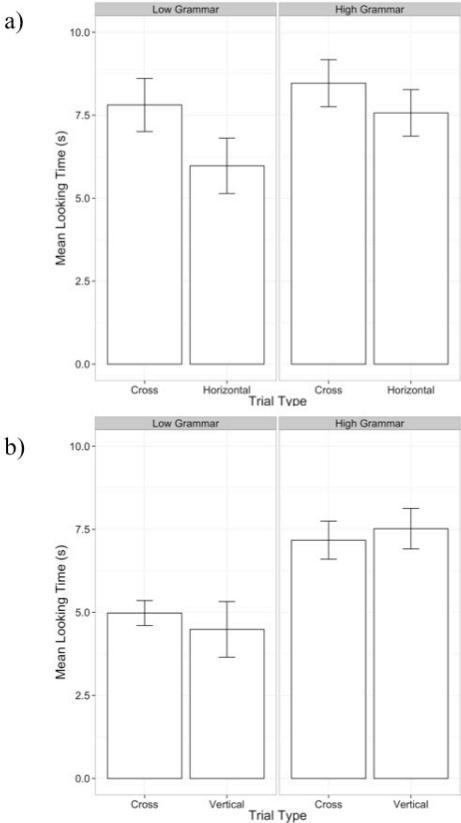 a)
Low Grammar High Grammar
10.0
7.5
5.0
2.5
0.0
Mean Looking Time (s)
Cross Horizontal Cross Horizontal
Trial Type
b)
Low Grammar High Grammar
10.0
7.5
5.0
2.5
0.0
Mean Looking Time (s)
Cross Vertical Cross Vertical
Trial Type